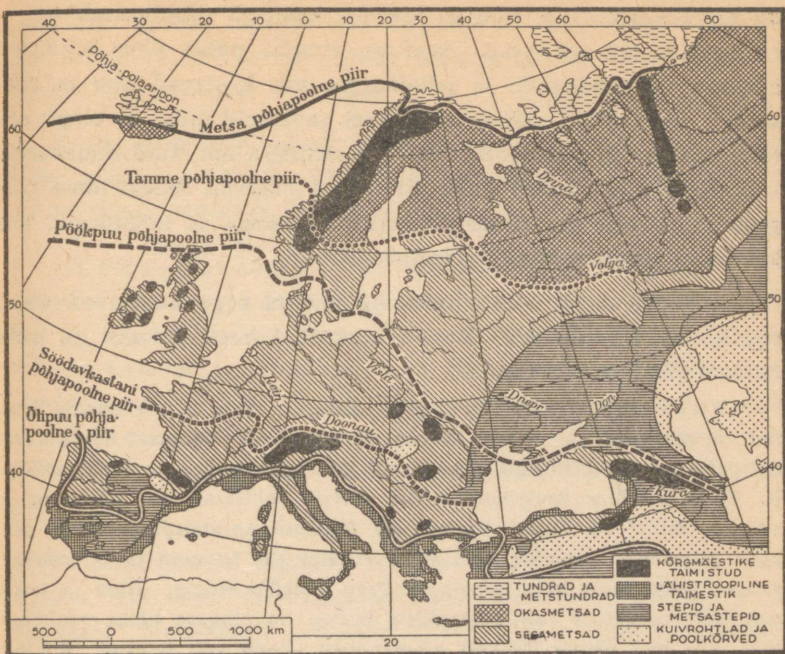 40 30 20 10 0 10 20 30 40 50 60 70 80
Põhja polaarjoon
Metsa põhjapoolne piir
60
60
Tamme põhjapoolne piir
Dvina
Pöökpuu põhjapoolne piir
Volga
50
50
Söödavkastani
põhjapoolne piir
Rein
Visla
Doonau
Dnepr
Don
Õlipuu põhja-
poolne piir
40
40
Kura
KÕRGMÄESTIKE
TAIMISTUD
TUNDRAD JA
METSTUNDRAD
LÄHISTROOPILINE
TAIMESTIK
OKASMETSAD
STEPID JA
METSASTEPID
SEGAMETSAD
KUIVROHTLAD JA
POOLKÕRVED
500 0 500 1000 km
20